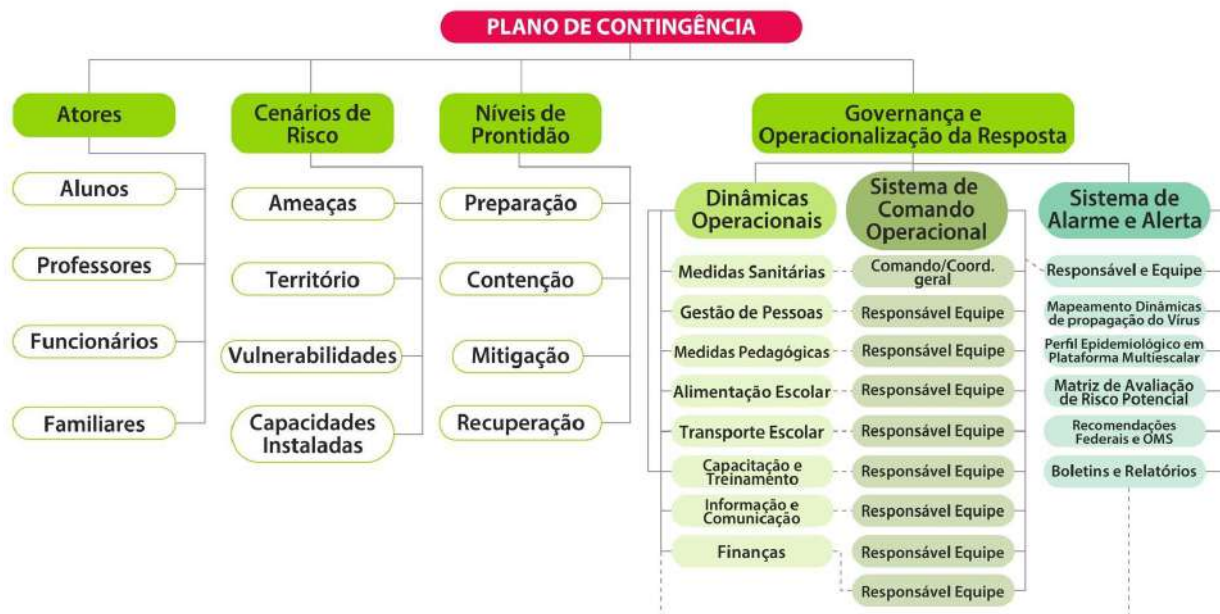 PLANO DE CONTINGÊNCIA
Atores
Alunos
Professores
Funcionários
Familiares
Cenários de
Risco
Ameaças
Território
Vulnerabilidades
Capacidades
Instaladas
Níveis de
Prontidão
Preparação
Contenção
Mitigação
Recuperação
Governança e
Operacionalização da Resposta
Dinâmicas
Operacionais
Medidas Sanitárias
Gestão de Pessoas
Medidas Pedagógicas
Alimentação Escolar
Transporte Escolar
Capacitação e
Treinamento
Informação e
Comunicação
Finanças
Sistema de
Comando
Operacional
Comando/Coord.
geral
Responsável Equipe
Responsável Equipe
Responsável Equipe
Responsável Equipe
Responsável Equipe
Responsável Equipe
Responsável Equipe
Responsável Equipe
Sistema de
Alarme e Alerta
Responsável e Equipe
Mapeamento Dinâmicas
de propagação do Vírus
Perfil Epidemiológico em
Plataforma Multiescalar
Matriz de Avaliação
de Risco Potencial
Recomendações
Federais e OMS
Boletins e Relatórios